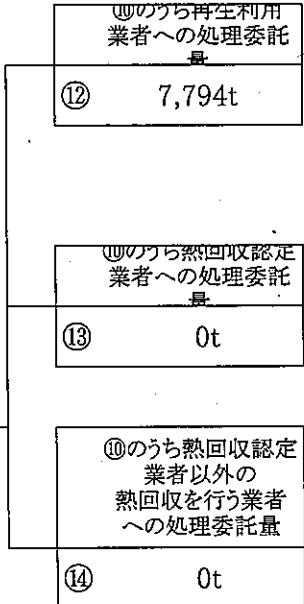 ⑩のうち再生利用
業者への処理委託
量
⑫ 7,794t
⑩のうち熱回収認定
業者への処理委託
量
⑬ 0t
⑩のうち熱回収認定
業者以外の
熱回収を行う業者
への処理委託量
⑭ 0t